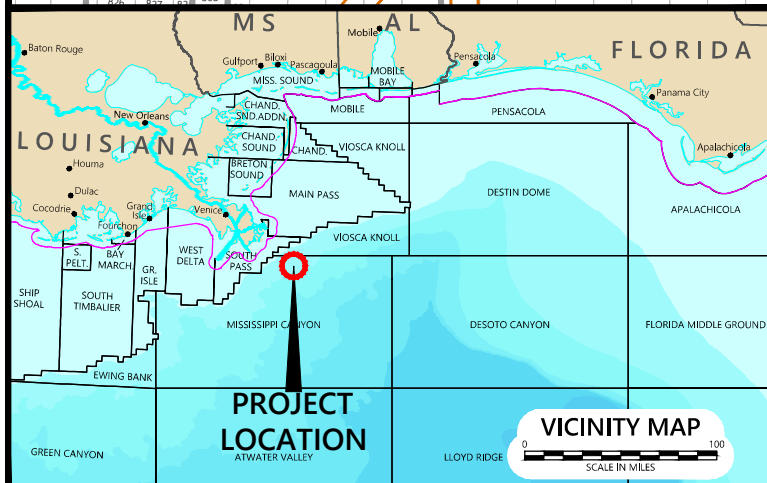 826 827
MS AL
Mobile
Baton Rouge
Gulfport Biloxi Pascagoula
Pensacola
FLORIDA
MISS. SOUND
MOBILE
BAY
Panama City
CHAND.
SND.ADDN.
MOBILE
PENSACOLA
New Orleans
LOUISIANA
CHAND.
SOUND
CHAND.
VIOSCA KNOLL
Apalachicola
Houma
BRETON
SOUND
Dulac
MAIN PASS
DESTIN DOME
Cocodrie
Grand
Isle
Venice
APALACHICOLA
Fourchon
VIOSCA KNOLL
S.
PELT.
BAY
MARCH.
WEST
DELTA
SOUTH
PASS
GR.
ISLE
SHIP
SHOAL
SOUTH
TIMBALIER
MISSISSIPPI CANYON
DESOTO CANYON
FLORIDA MIDDLE GROUND
EWING BANK
PROJECT
LOCATION
GREEN CANYON
ATWATER VALLEY
LLOYD RIDGE
VICINITY MAP
0 100
SCALE IN MILES